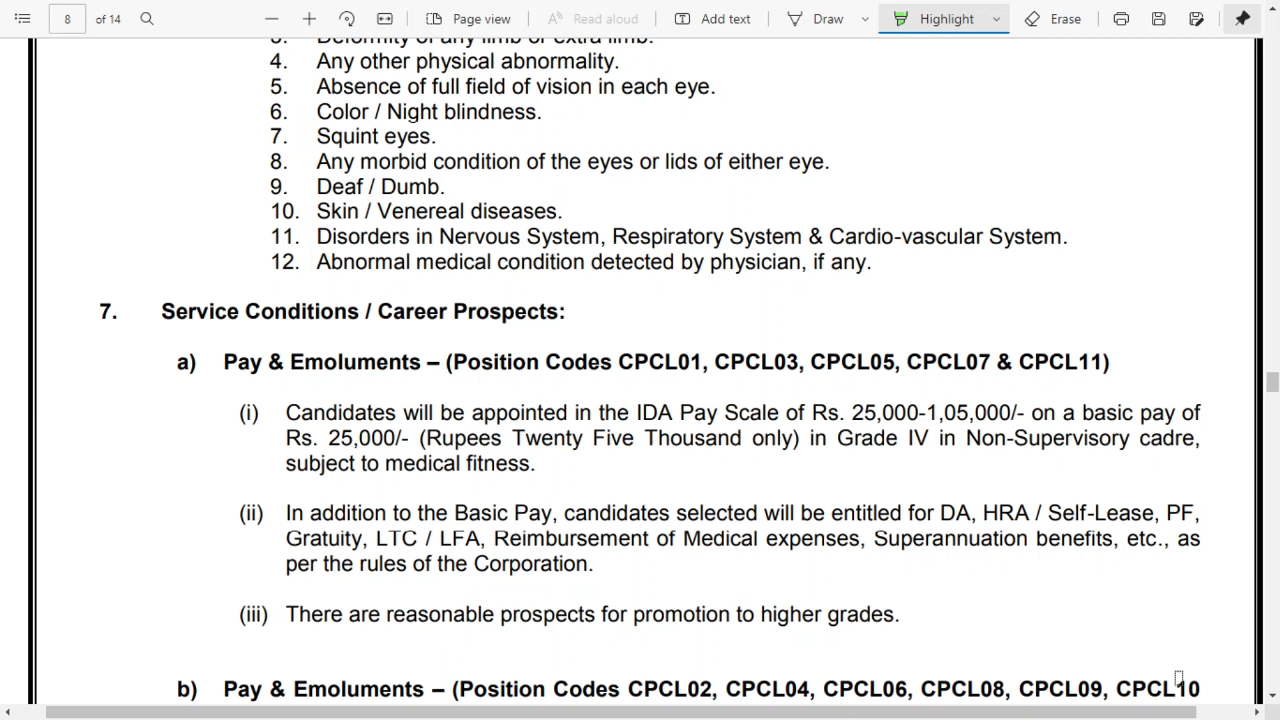 8 of 14 Page view Read aloud Add text Draw Highlight Erase
3. Deformity of any limb or extra limb.
4. Any other physical abnormality.
5. Absence of full field of vision in each eye.
6. Color / Night blindness.
7. Squint eyes.
8. Any morbid condition of the eyes or lids of either eye.
9. Deaf / Dumb.
10. Skin / Venereal diseases.
11. Disorders in Nervous System, Respiratory System & Cardio-vascular System.
12. Abnormal medical condition detected by physician, if any.
7. Service Conditions / Career Prospects:
a) Pay & Emoluments – (Position Codes CPCL01, CPCL03, CPCL05, CPCL07 & CPCL11)
(i) Candidates will be appointed in the IDA Pay Scale of Rs. 25,000-1,05,000/- on a basic pay of
Rs. 25,000/- (Rupees Twenty Five Thousand only) in Grade IV in Non-Supervisory cadre,
subject to medical fitness.
(ii) In addition to the Basic Pay, candidates selected will be entitled for DA, HRA / Self-Lease, PF,
Gratuity, LTC / LFA, Reimbursement of Medical expenses, Superannuation benefits, etc., as
per the rules of the Corporation.
(iii) There are reasonable prospects for promotion to higher grades.
b) Pay & Emoluments – (Position Codes CPCL02, CPCL04, CPCL06, CPCL08, CPCL09, CPCL10